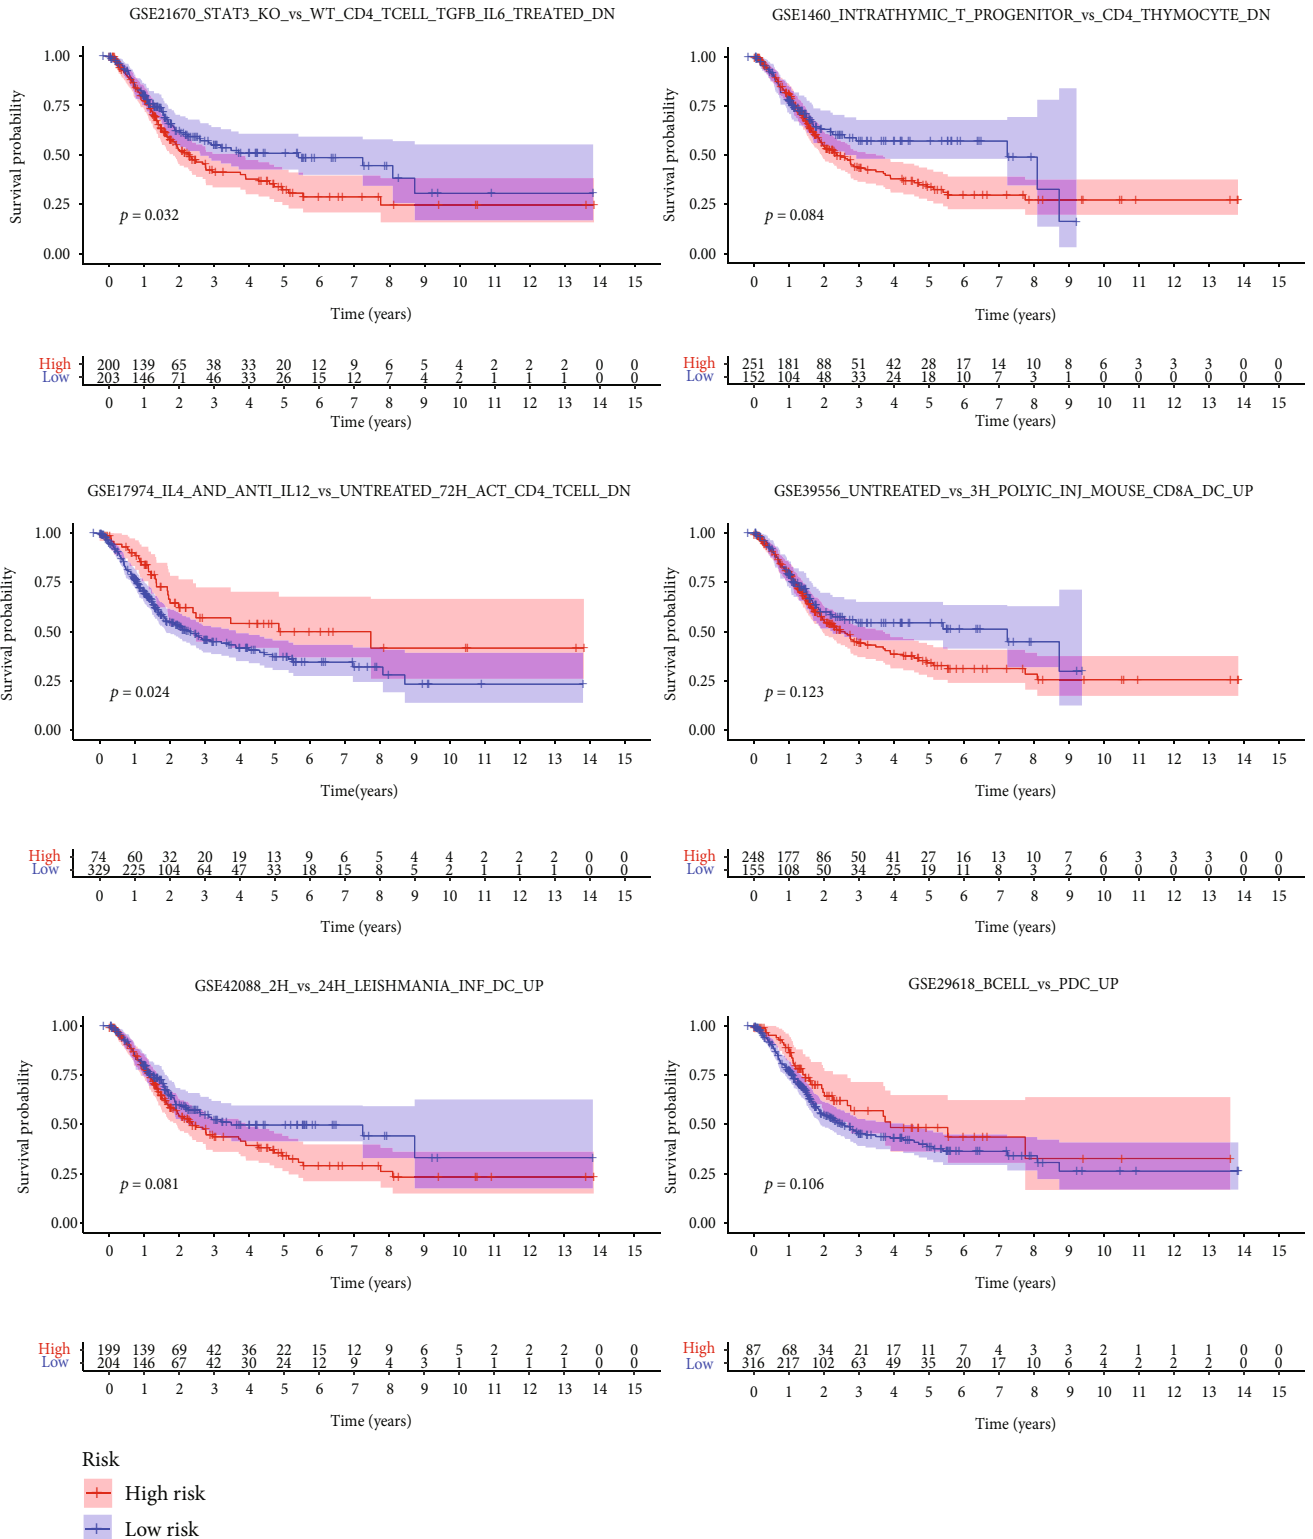 GSE21670_STAT3_KO_vs_WT_CD4_TCELL_TGFB_IL6_TREATED_DN
Survival probability
1.00
0.75
0.50
0.25
0.00
p = 0.032
0 1 2 3 4 5 6 7 8 9 10 11 12 13 14 15
Time (years)
High 200 139 65 38 33 20 12 9 6 5 4 2 2 2 0 0
Low 203 146 71 46 33 26 15 12 7 4 2 1 1 1 0 0
0 1 2 3 4 5 6 7 8 9 10 11 12 13 14 15
Time (years)
GSE1460_INTRATHYMIC_T_PROGENITOR_vs_CD4_THYMOCYTE_DN
Survival probability
1.00
0.75
0.50
0.25
0.00
p = 0.084
0 1 2 3 4 5 6 7 8 9 10 11 12 13 14 15
Time (years)
High 251 181 88 51 42 28 17 14 10 8 6 3 3 3 0 0
Low 152 104 48 33 24 18 10 7 3 1 0 0 0 0 0 0
0 1 2 3 4 5 6 7 8 9 10 11 12 13 14 15
Time (years)
GSE17974_IL4_AND_ANTI_IL12_vs_UNTREATED_72H_ACT_CD4_TCELL_DN
Survival probability
1.00
0.75
0.50
0.25
0.00
p = 0.024
0 1 2 3 4 5 6 7 8 9 10 11 12 13 14 15
Time(years)
High 74 60 32 20 19 13 9 6 5 4 4 2 2 2 0 0
Low 329 225 104 64 47 33 18 15 8 5 2 1 1 1 0 0
0 1 2 3 4 5 6 7 8 9 10 11 12 13 14 15
Time (years)
GSE39556_UNTREATED_vs_3H_POLYIC_INJ_MOUSE_CD8A_DC_UP
Survival probability
1.00
0.75
0.50
0.25
0.00
p = 0.123
0 1 2 3 4 5 6 7 8 9 10 11 12 13 14 15
Time (years)
High 248 177 86 50 41 27 16 13 10 7 6 3 3 3 0 0
Low 155 108 50 34 25 19 11 8 3 2 0 0 0 0 0 0
0 1 2 3 4 5 6 7 8 9 10 11 12 13 14 15
Time (years)
GSE42088_2H_vs_24H_LEISHMANIA_INF_DC_UP
Survival probability
1.00
0.75
0.50
0.25
0.00
p = 0.081
0 1 2 3 4 5 6 7 8 9 10 11 12 13 14 15
Time (years)
High 199 139 69 42 36 22 15 12 9 6 5 2 2 2 0 0
Low 204 146 67 42 30 24 12 9 4 3 1 1 1 1 0 0
0 1 2 3 4 5 6 7 8 9 10 11 12 13 14 15
Time (years)
GSE29618_BCELL_vs_PDC_UP
Survival probability
1.00
0.75
0.50
0.25
0.00
p = 0.106
0 1 2 3 4 5 6 7 8 9 10 11 12 13 14 15
Time (years)
High 87 68 34 21 17 11 7 4 3 3 2 1 1 1 0 0
Low 316 217 102 63 49 35 20 17 10 6 4 2 2 2 0 0
0 1 2 3 4 5 6 7 8 9 10 11 12 13 14 15
Time (years)
Risk
High risk
Low risk